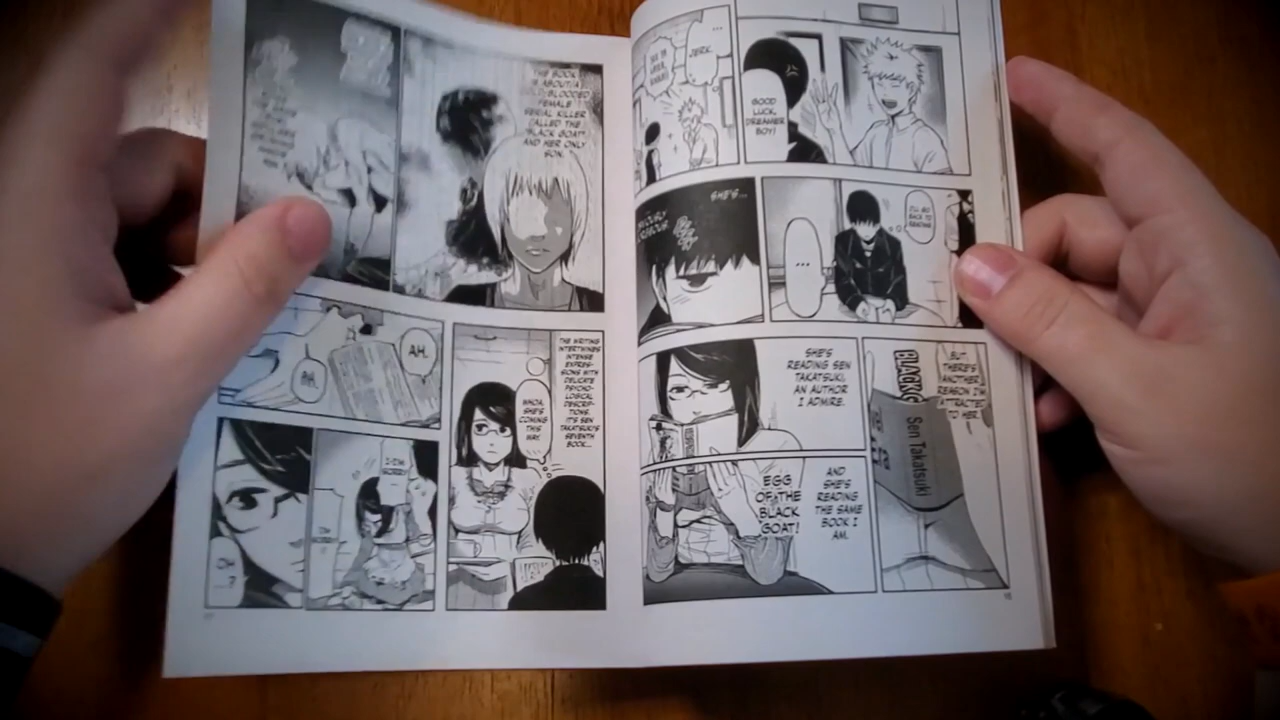 JERK.
GOOD
LUCK,
DREAMER
BOY!
SHE'S...
I'LL GO
BACK TO
READING.
...
SHE'S
READING SEN
TAKATSUKI,
AN AUTHOR
I ADMIRE.
BUT,
THERE'S
ANOTHER
REASON I'M
ATTRACTED
TO HER.
BLACK
Sen Takatsuki
AND
SHE'S
READING
THE SAME
BOOK I
AM.
EGG
OF THE
BLACK
GOAT!
THE BOOK
IS ABOUT A
COLD-BLOODED
FEMALE
SERIAL KILLER
CALLED THE
"BLACK GOAT"
AND HER ONLY
SON.
THE WRITING
INTERTWINES
INTENSE
EXPRES-
SIONS WITH
DELICATE
PSYCHO-
LOGICAL
DESCRIP-
TIONS.
IT'S SEN
TAKATSUKI'S
SEVENTH
BOOK...
WHOA,
SHE'S
COMING
THIS
WAY.
AH.
AH.
I-I'M
SORRY!
OH
...?